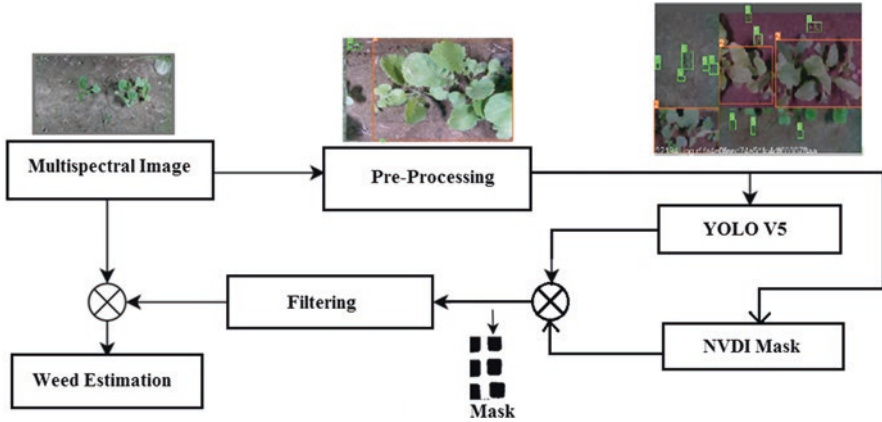 Multispectral Image
Pre-Processing
YOLO V5
Filtering
NVDI Mask
Weed Estimation
Mask